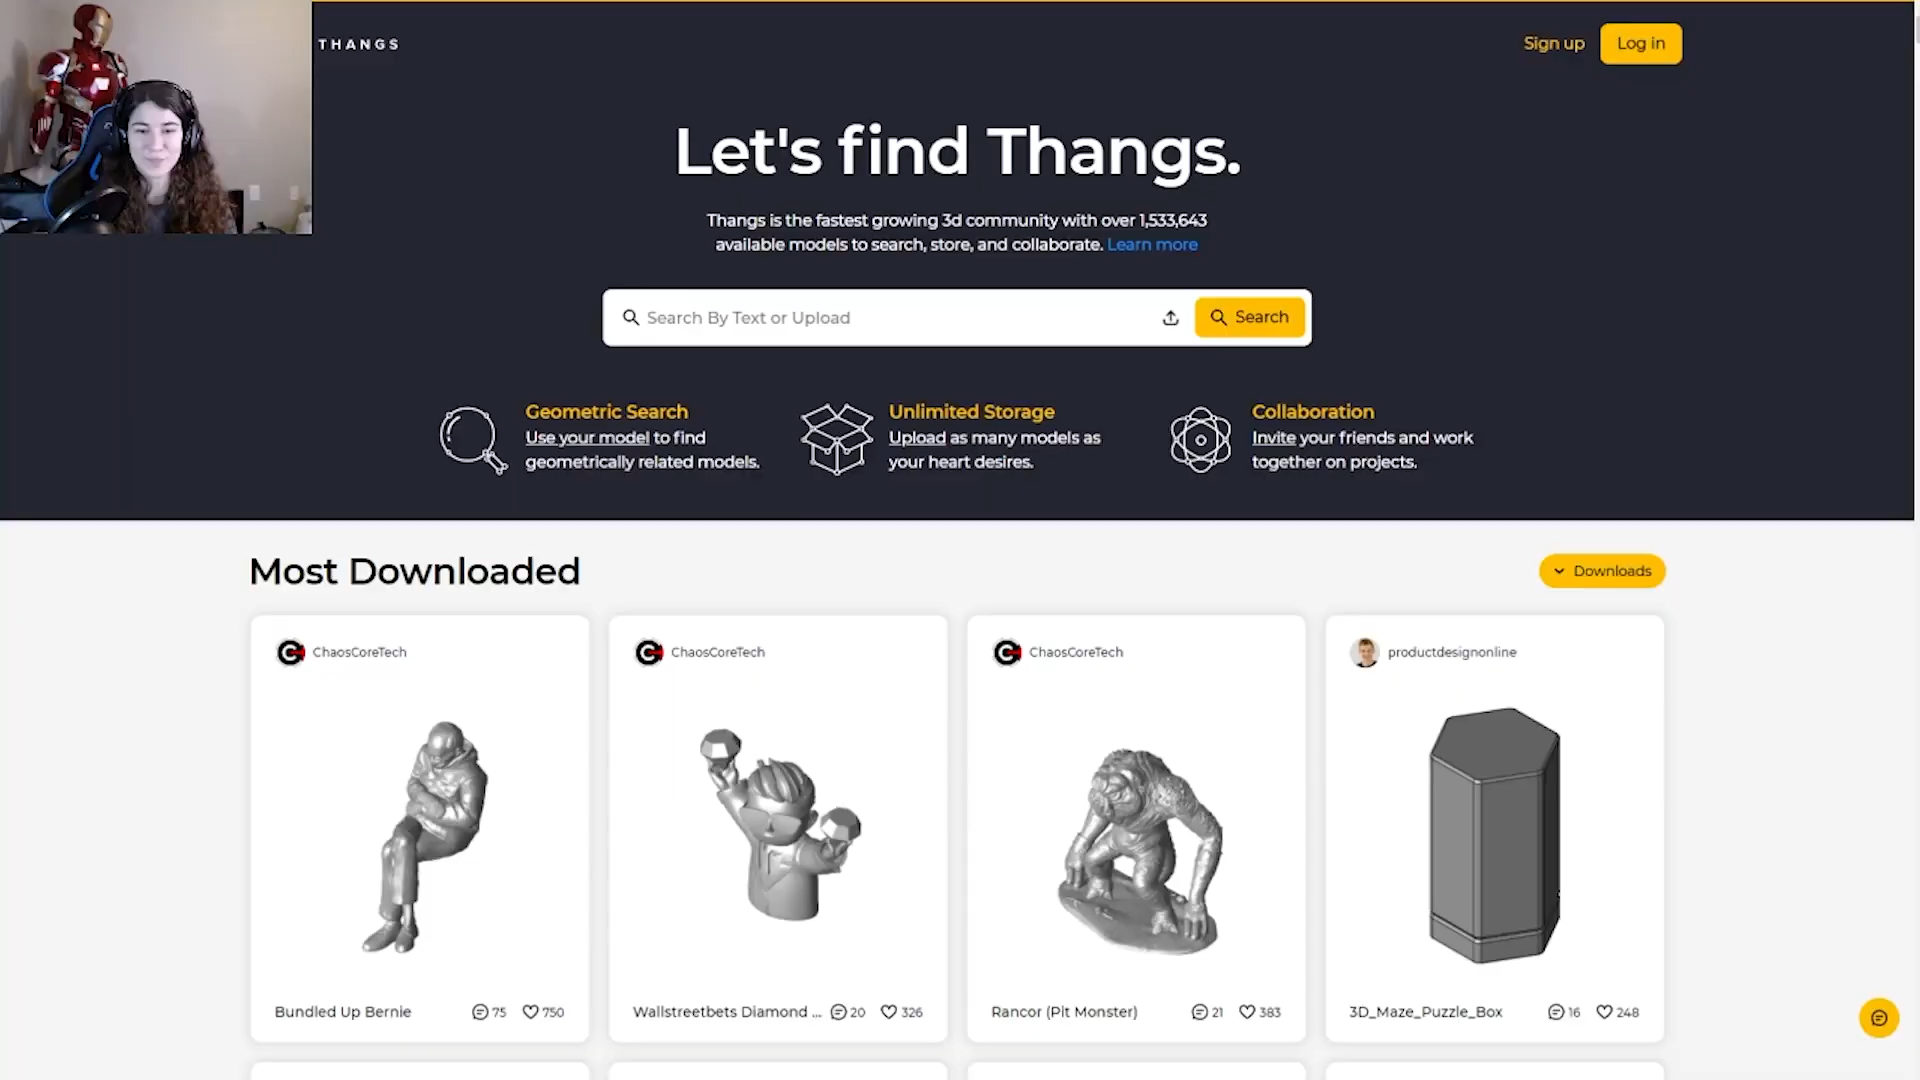 THANGS
Sign up
Log in
Let's find Thangs.
Thangs is the fastest growing 3d community with over 1,533,643
available models to search, store, and collaborate. Learn more
Search By Text or Upload
Search
Geometric Search
Use your model to find
geometrically related models.
Unlimited Storage
Upload as many models as
your heart desires.
Collaboration
Invite your friends and work
together on projects.
Most Downloaded
Downloads
ChaosCoreTech
ChaosCoreTech
ChaosCoreTech
productdesignonline
Bundled Up Bernie 75 750
Wallstreetbets Diamond ... 20 326
Rancor (Pit Monster) 21 383
3D_Maze_Puzzle_Box 16 248